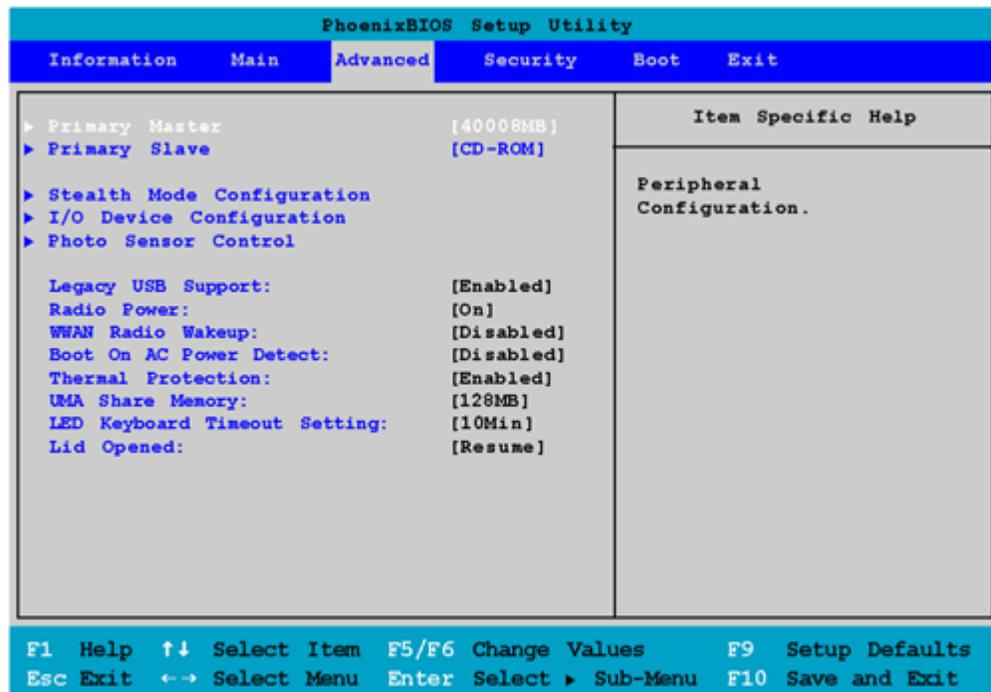 PhoenixBIOS Setup Utility
Information Main Advanced Security Boot Exit
▶ Primary Master [40008MB]
▶ Primary Slave [CD-ROM]
▶ Stealth Mode Configuration
▶ I/O Device Configuration
▶ Photo Sensor Control
Legacy USB Support: [Enabled]
Radio Power: [On]
WWAN Radio Wakeup: [Disabled]
Boot On AC Power Detect: [Disabled]
Thermal Protection: [Enabled]
UMA Share Memory: [128MB]
LED Keyboard Timeout Setting: [10Min]
Lid Opened: [Resume]
Item Specific Help
Peripheral
Configuration.
F1 Help ↑↓ Select Item F5/F6 Change Values F9 Setup Defaults
Esc Exit ←→ Select Menu Enter Select ▶ Sub-Menu F10 Save and Exit